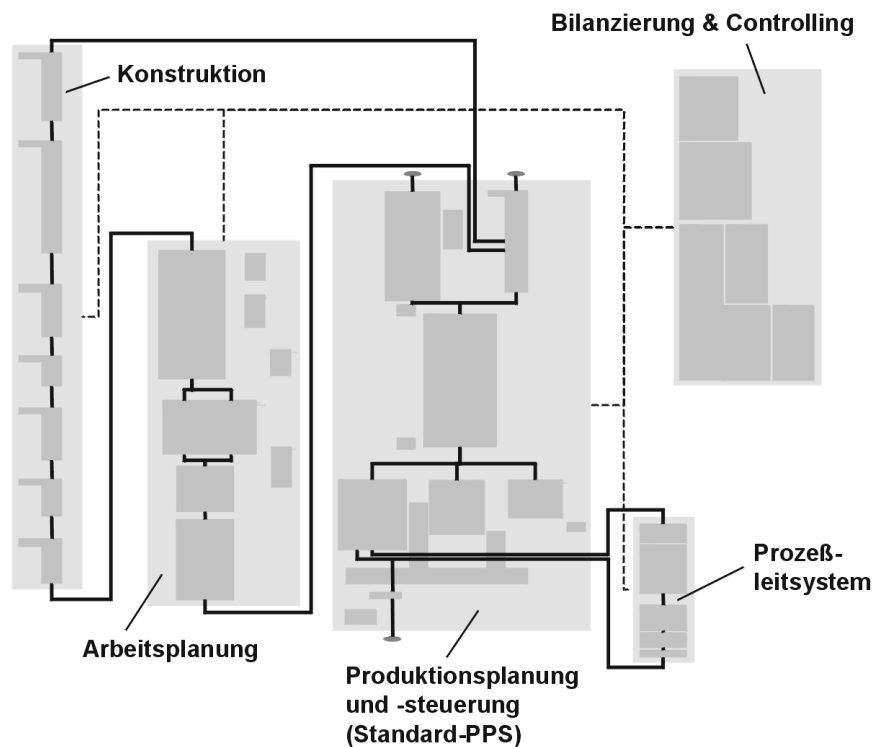 Bilanzierung & Controlling
Konstruktion
Prozeß-
leitsystem
Arbeitsplanung
Produktionsplanung
und -steuerung
(Standard-PPS)